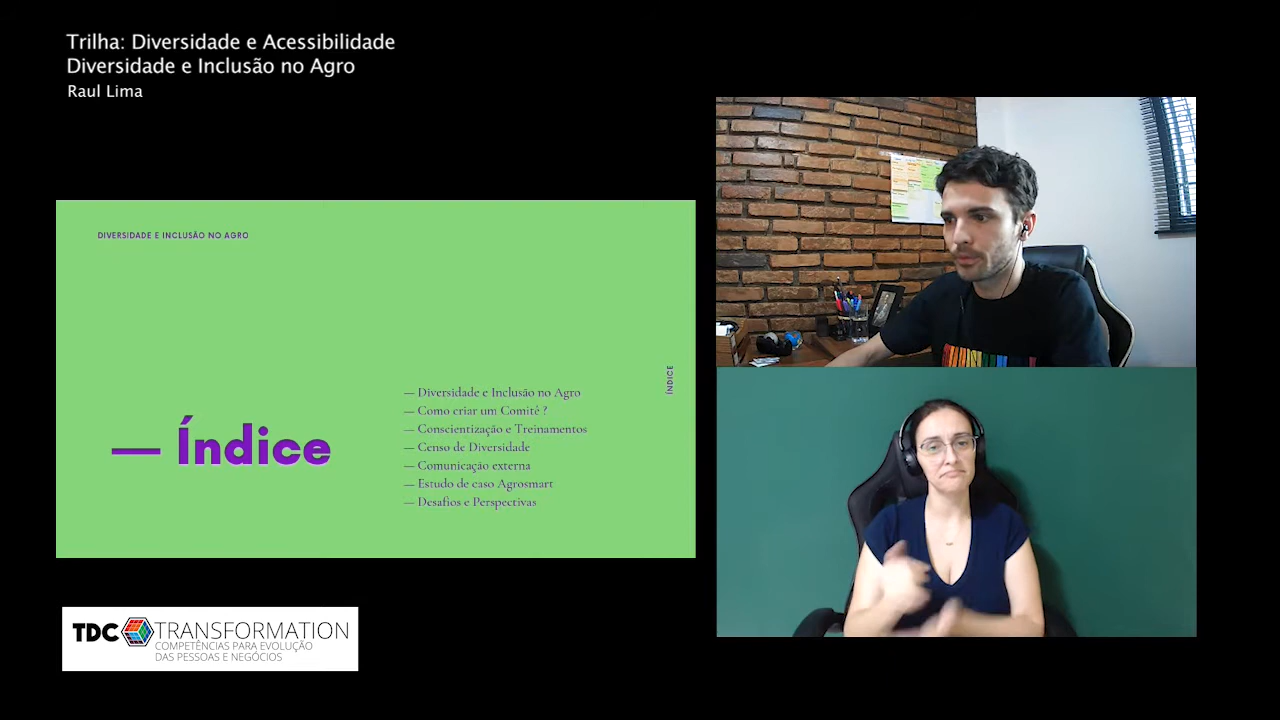 Trilha: Diversidade e Acessibilidade
Diversidade e Inclusão no Agro
Raul Lima
DIVERSIDADE E INCLUSÃO NO AGRO
ÍNDICE
— Índice
— Diversidade e Inclusão no Agro
— Como criar um Comitê ?
— Conscientização e Treinamentos
— Censo de Diversidade
— Comunicação externa
— Estudo de caso Agrosmart
— Desafios e Perspectivas
TDC TRANSFORMATION
COMPETÊNCIAS PARA EVOLUÇÃO
DAS PESSOAS E NEGÓCIOS